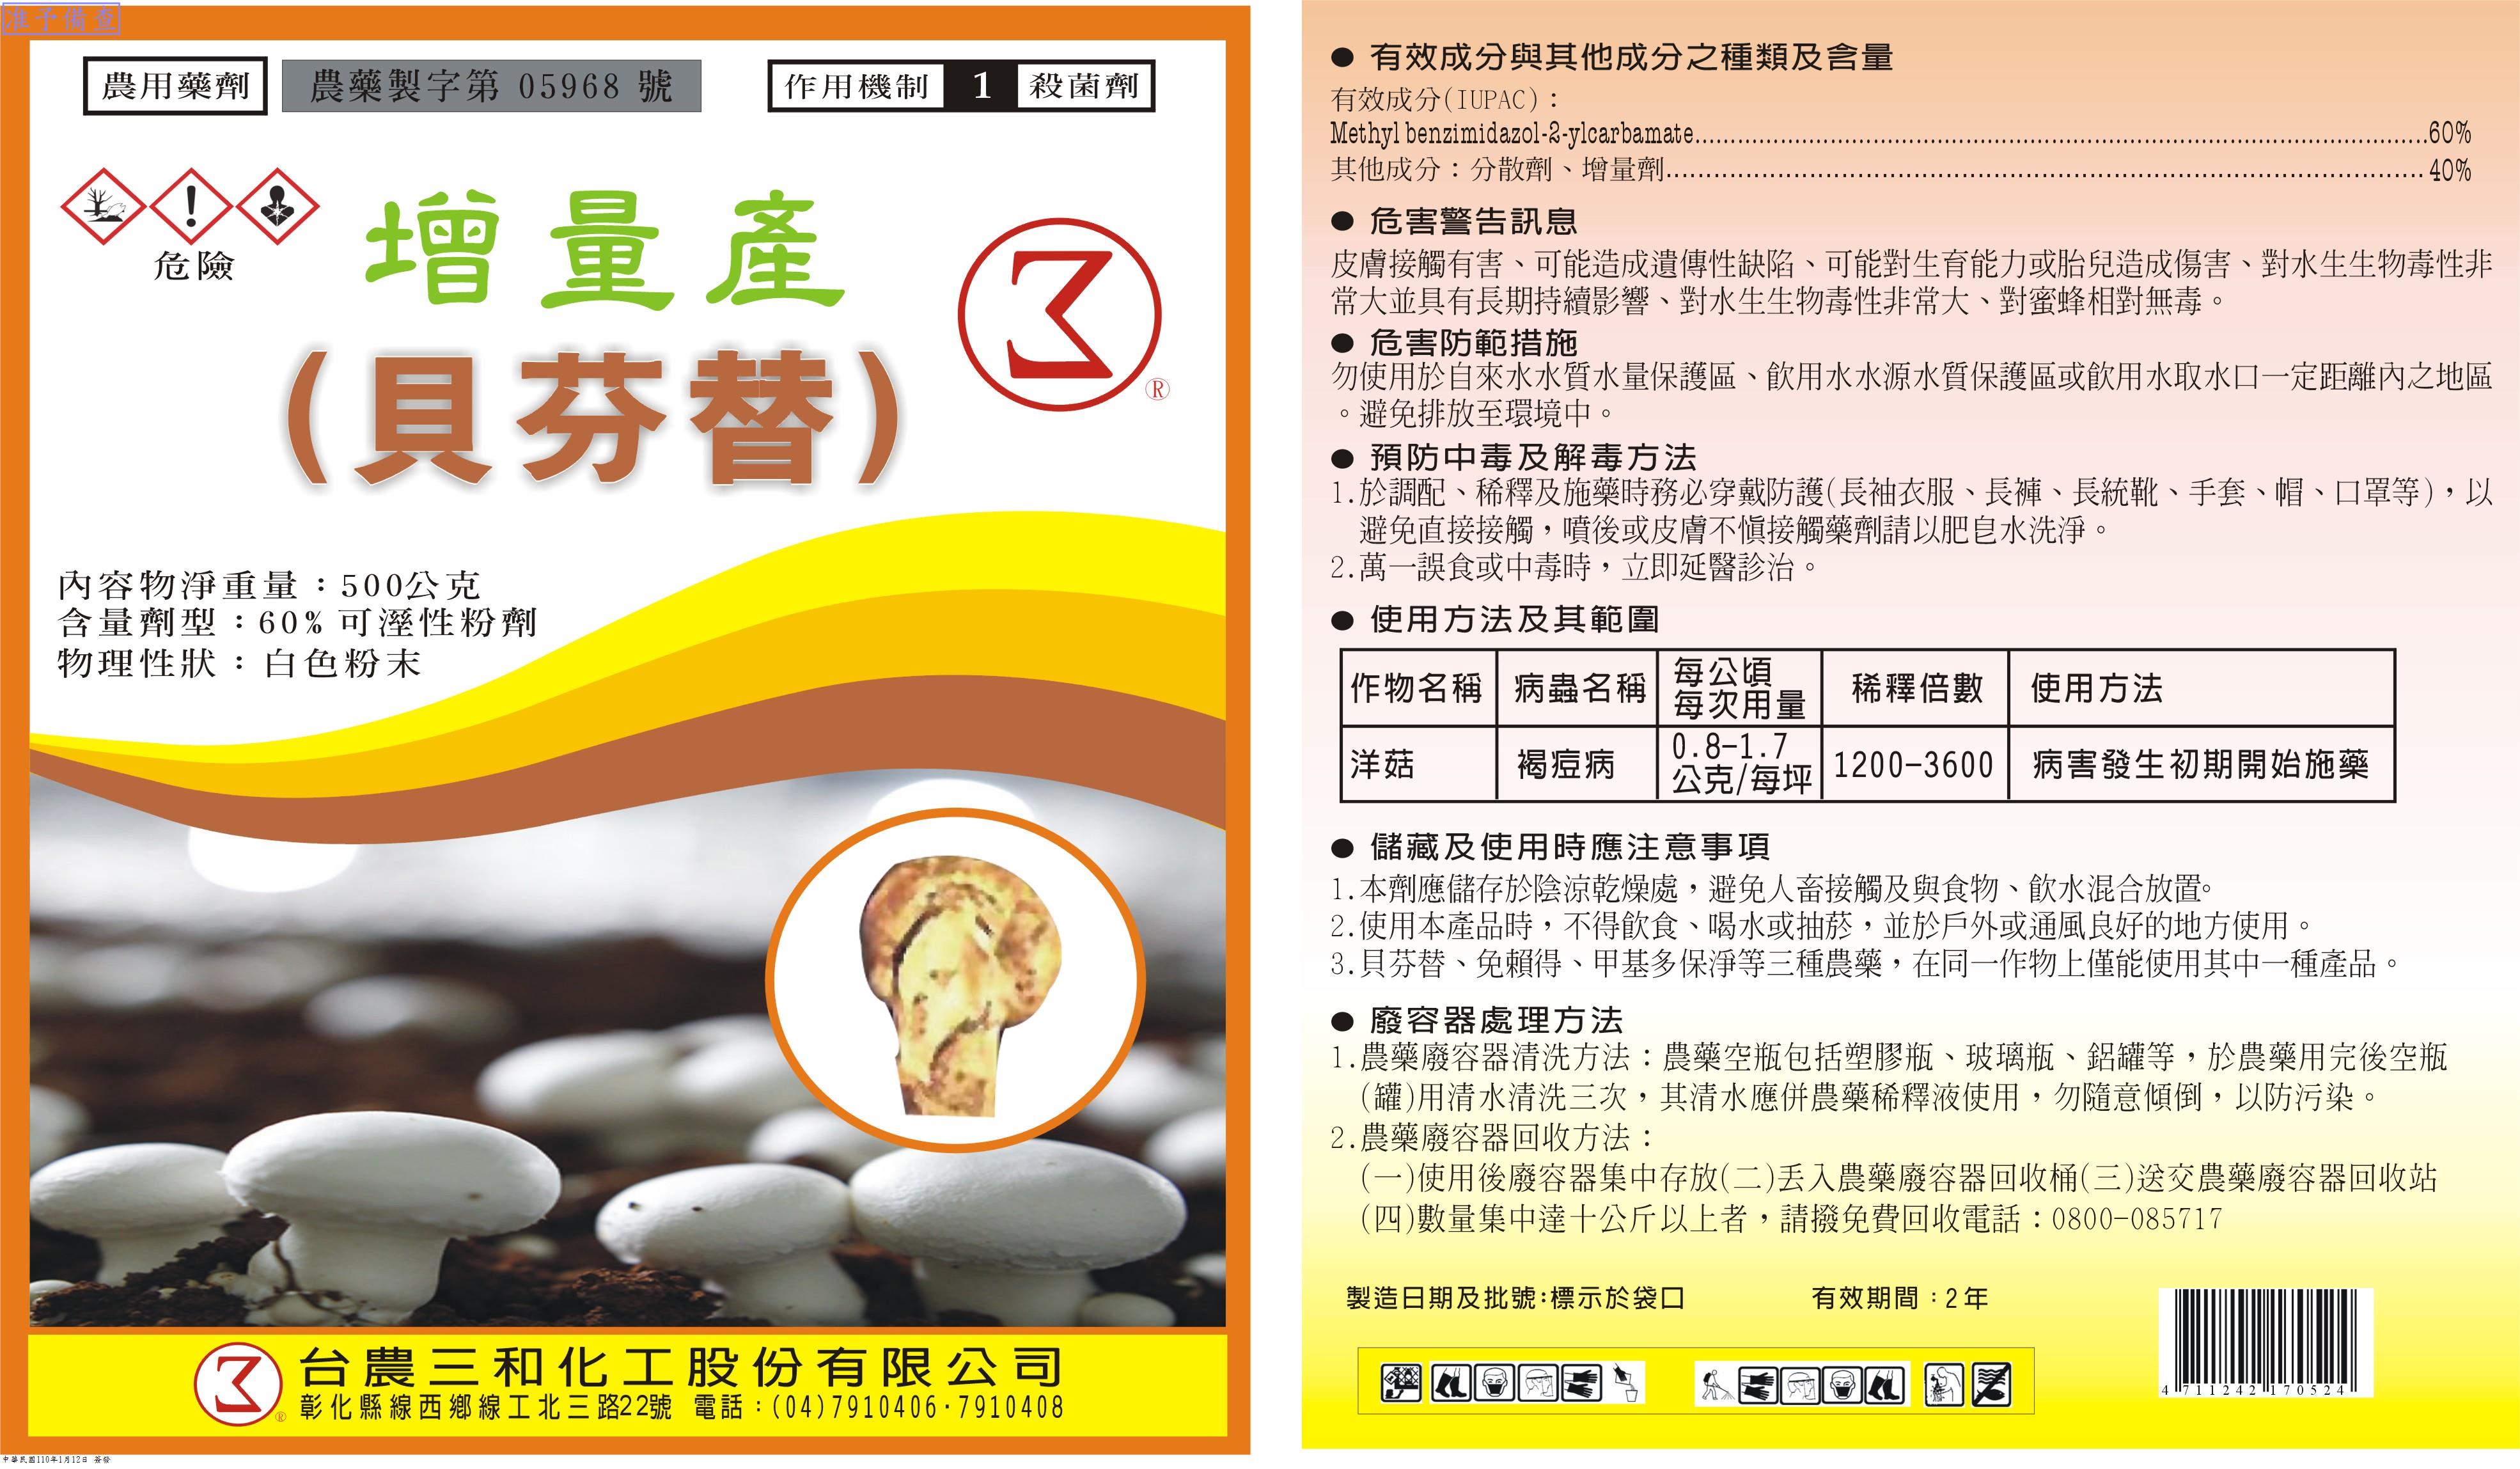 准予備查
農用藥劑
農藥製字第 05968 號
作用機制 1 殺菌劑
危險
增量產
(貝芬替)
®
內容物淨重量：500公克
含量劑型：60% 可溼性粉劑
物理性狀：白色粉末
台農三和化工股份有限公司
®
彰化縣線西鄉線工北三路22號 電話：(04)7910406·7910408
中華民國110年1月12日 簽發
● 有效成分與其他成分之種類及含量
有效成分(IUPAC)：
Methyl benzimidazol-2-ylcarbamate..........60%
其他成分：分散劑、增量劑..........40%
● 危害警告訊息
皮膚接觸有害、可能造成遺傳性缺陷、可能對生育能力或胎兒造成傷害、對水生生物毒性非
常大並具有長期持續影響、對水生生物毒性非常大、對蜜蜂相對無毒。
● 危害防範措施
勿使用於自來水水質水量保護區、飲用水水源水質保護區或飲用水取水口一定距離內之地區
。避免排放至環境中。
● 預防中毒及解毒方法
1.於調配、稀釋及施藥時務必穿戴防護(長袖衣服、長褲、長統靴、手套、帽、口罩等)，以
避免直接接觸，噴後或皮膚不慎接觸藥劑請以肥皂水洗淨。
2.萬一誤食或中毒時，立即延醫診治。
● 使用方法及其範圍
作物名稱 病蟲名稱 每公頃每次用量 稀釋倍數 使用方法
洋菇 褐痘病 0.8-1.7公克/每坪 1200-3600 病害發生初期開始施藥
● 儲藏及使用時應注意事項
1.本劑應儲存於陰涼乾燥處，避免人畜接觸及與食物、飲水混合放置。
2.使用本產品時，不得飲食、喝水或抽菸，並於戶外或通風良好的地方使用。
3.貝芬替、免賴得、甲基多保淨等三種農藥，在同一作物上僅能使用其中一種產品。
● 廢容器處理方法
1.農藥廢容器清洗方法：農藥空瓶包括塑膠瓶、玻璃瓶、鋁罐等，於農藥用完後空瓶
(罐)用清水清洗三次，其清水應併農藥稀釋液使用，勿隨意傾倒，以防污染。
2.農藥廢容器回收方法：
(一)使用後廢容器集中存放(二)丟入農藥廢容器回收桶(三)送交農藥廢容器回收站
(四)數量集中達十公斤以上者，請撥免費回收電話：0800-085717
製造日期及批號:標示於袋口 有效期間：2年
4 711242 170524